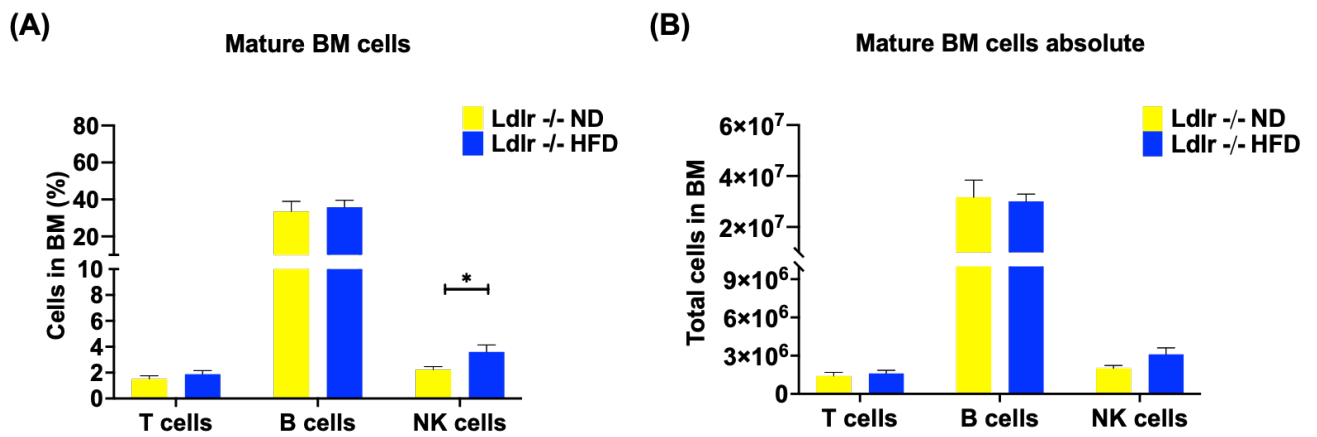 (A)
Mature BM cells
Ldlr -/- ND
Ldlr -/- HFD
Cells in BM (%)
80
60
40
20
10
8
6
4
2
0
*
T cells
B cells
NK cells
(B)
Mature BM cells absolute
Ldlr -/- ND
Ldlr -/- HFD
Total cells in BM
6×10⁷
4×10⁷
2×10⁷
9×10⁶
6×10⁶
3×10⁶
0
T cells
B cells
NK cells